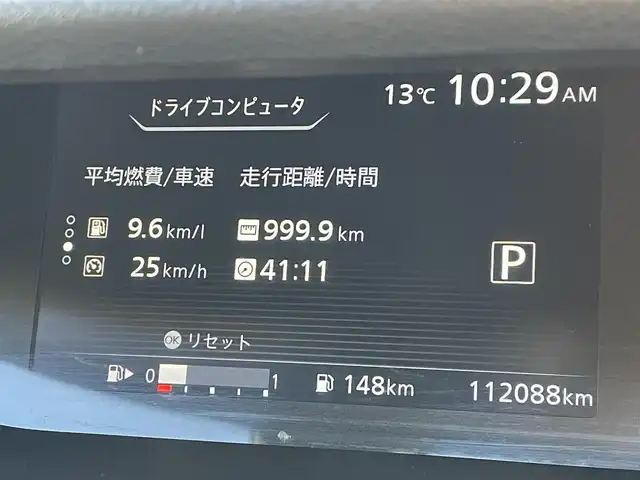 13℃ 10:29AM
ドライブコンピュータ
平均燃費/車速 走行距離/時間
9.6km/l 999.9 km
25km/h 41:11
P
OK リセット
0 1 148km 112088km